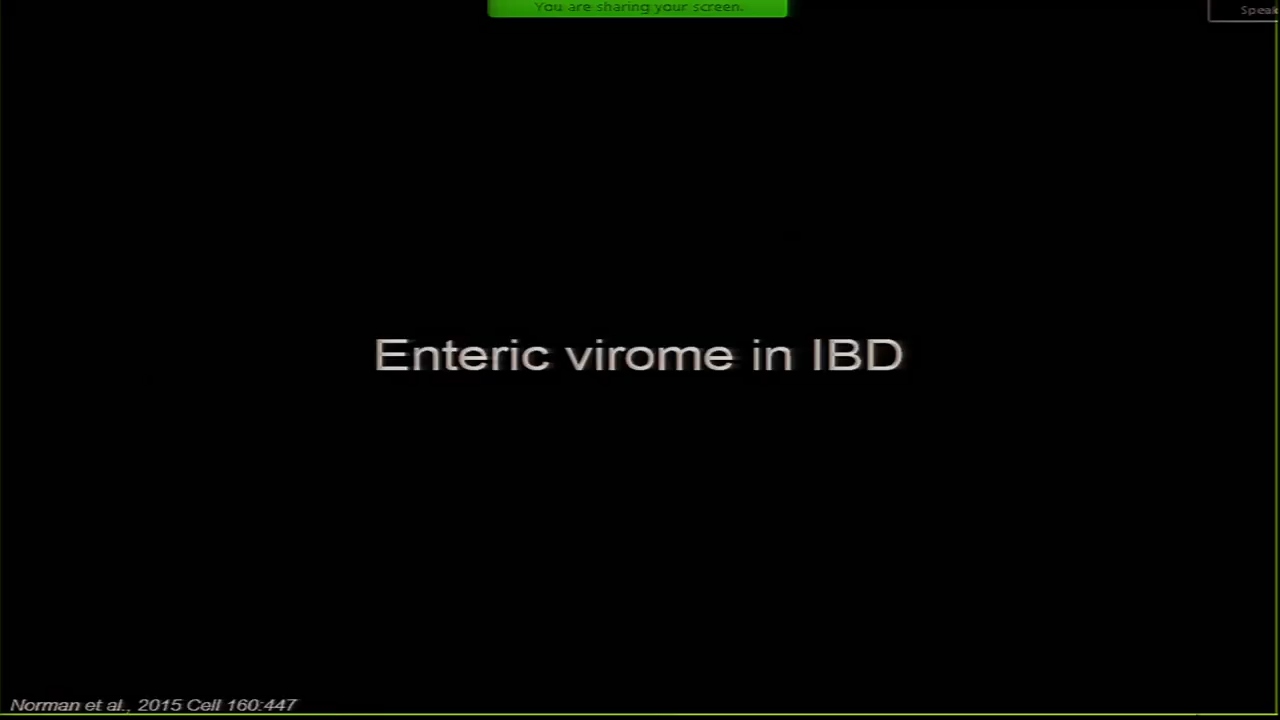 You are sharing your screen.
Enteric virome in IBD
Norman et al., 2015 Cell 160:447